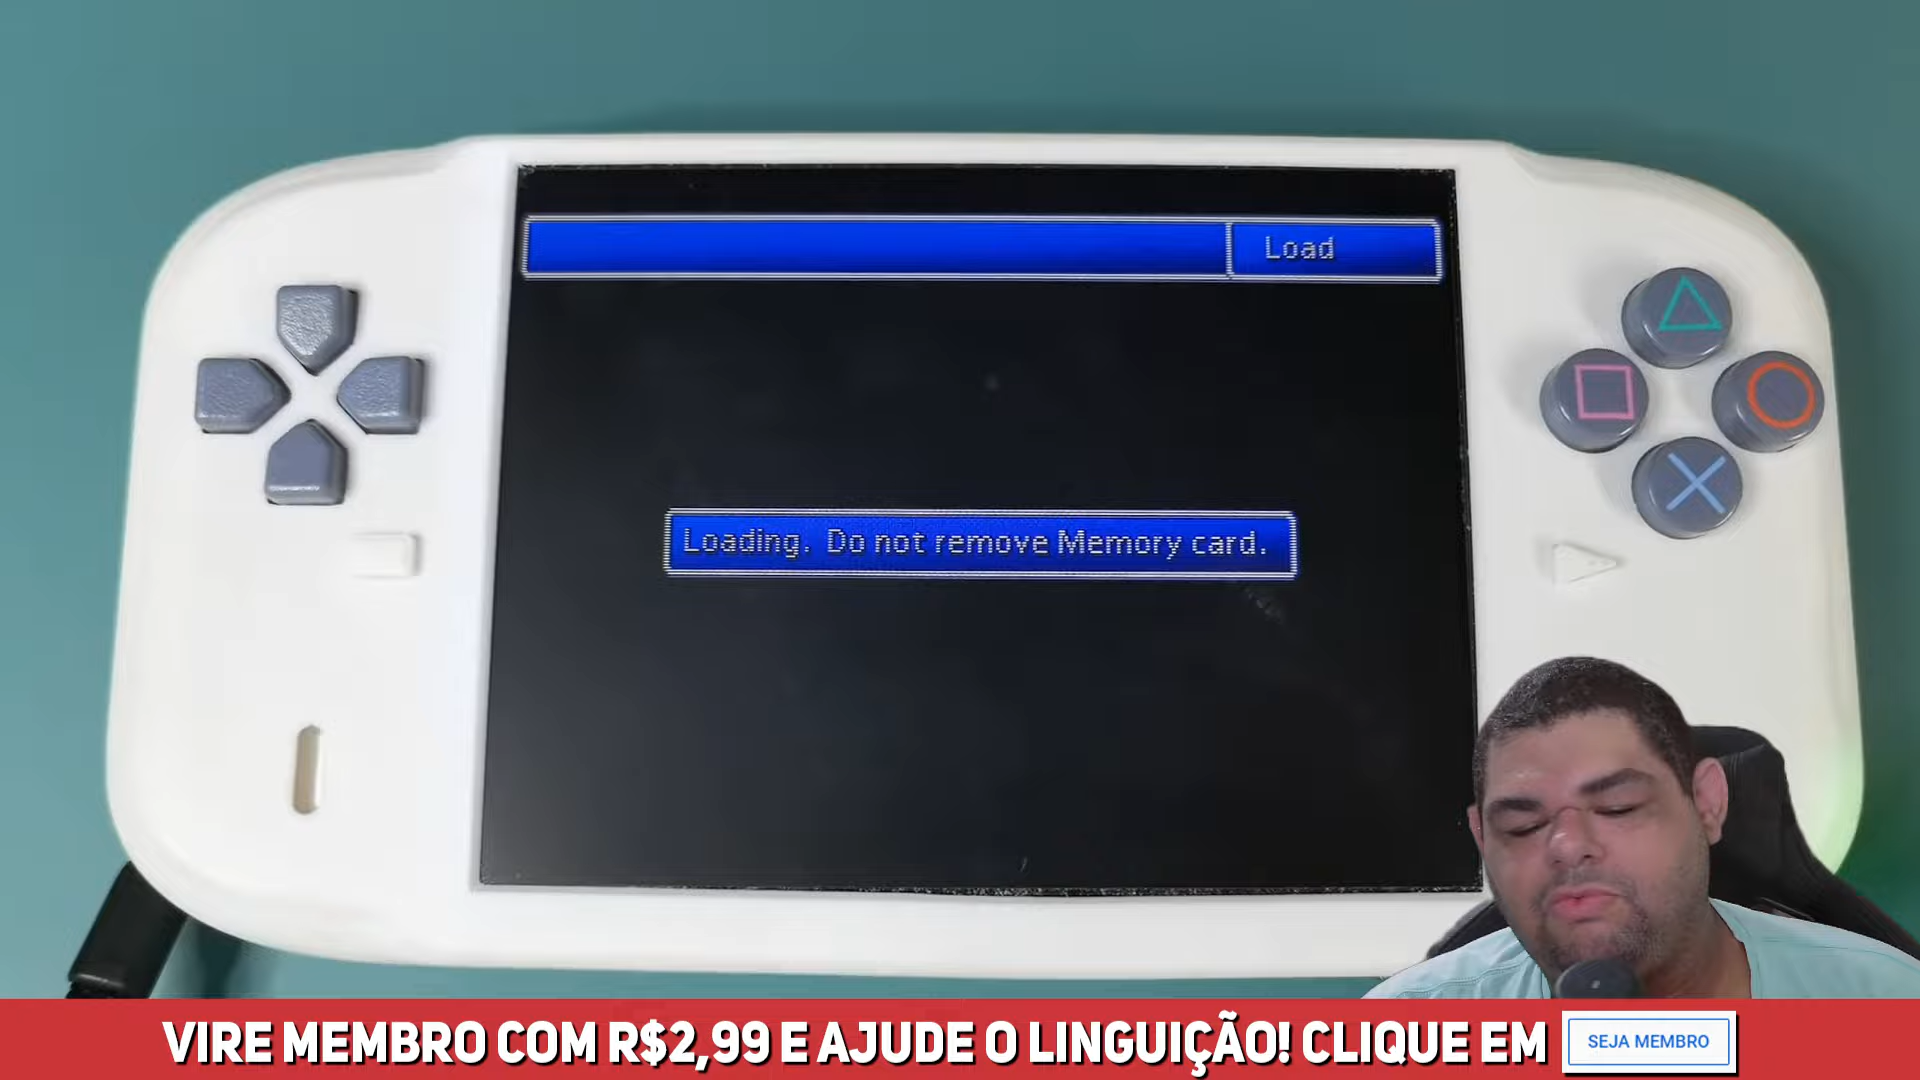 Load
Loading. Do not remove Memory card.
VIRE MEMBRO COM R$2,99 E AJUDE O LINGUIÇÃO! CLIQUE EM SEJA MEMBRO